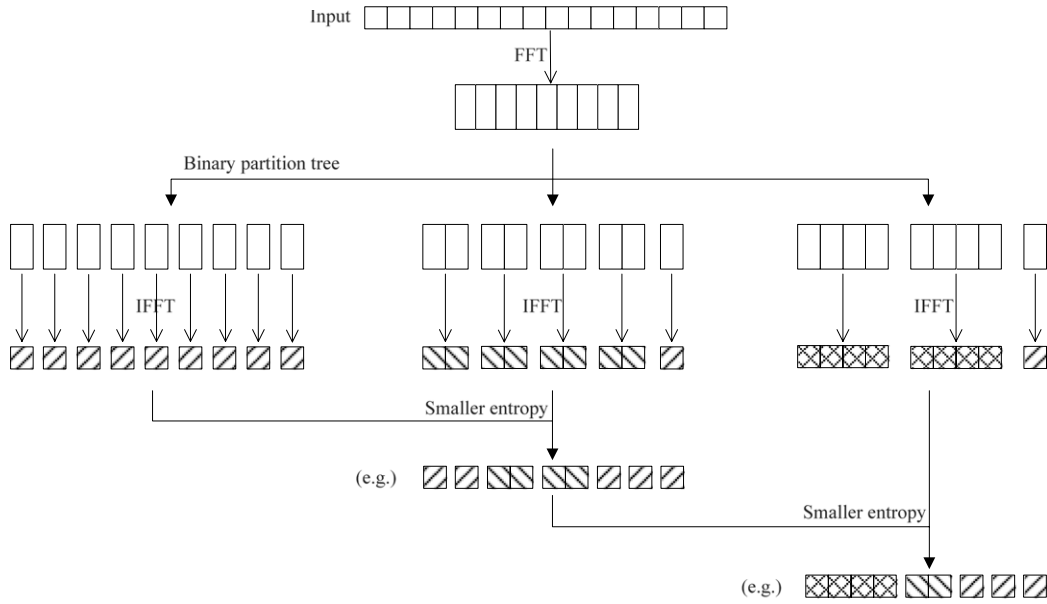 Input
FFT
Binary partition tree
IFFT
IFFT
IFFT
Smaller entropy
(e.g.)
Smaller entropy
(e.g.)